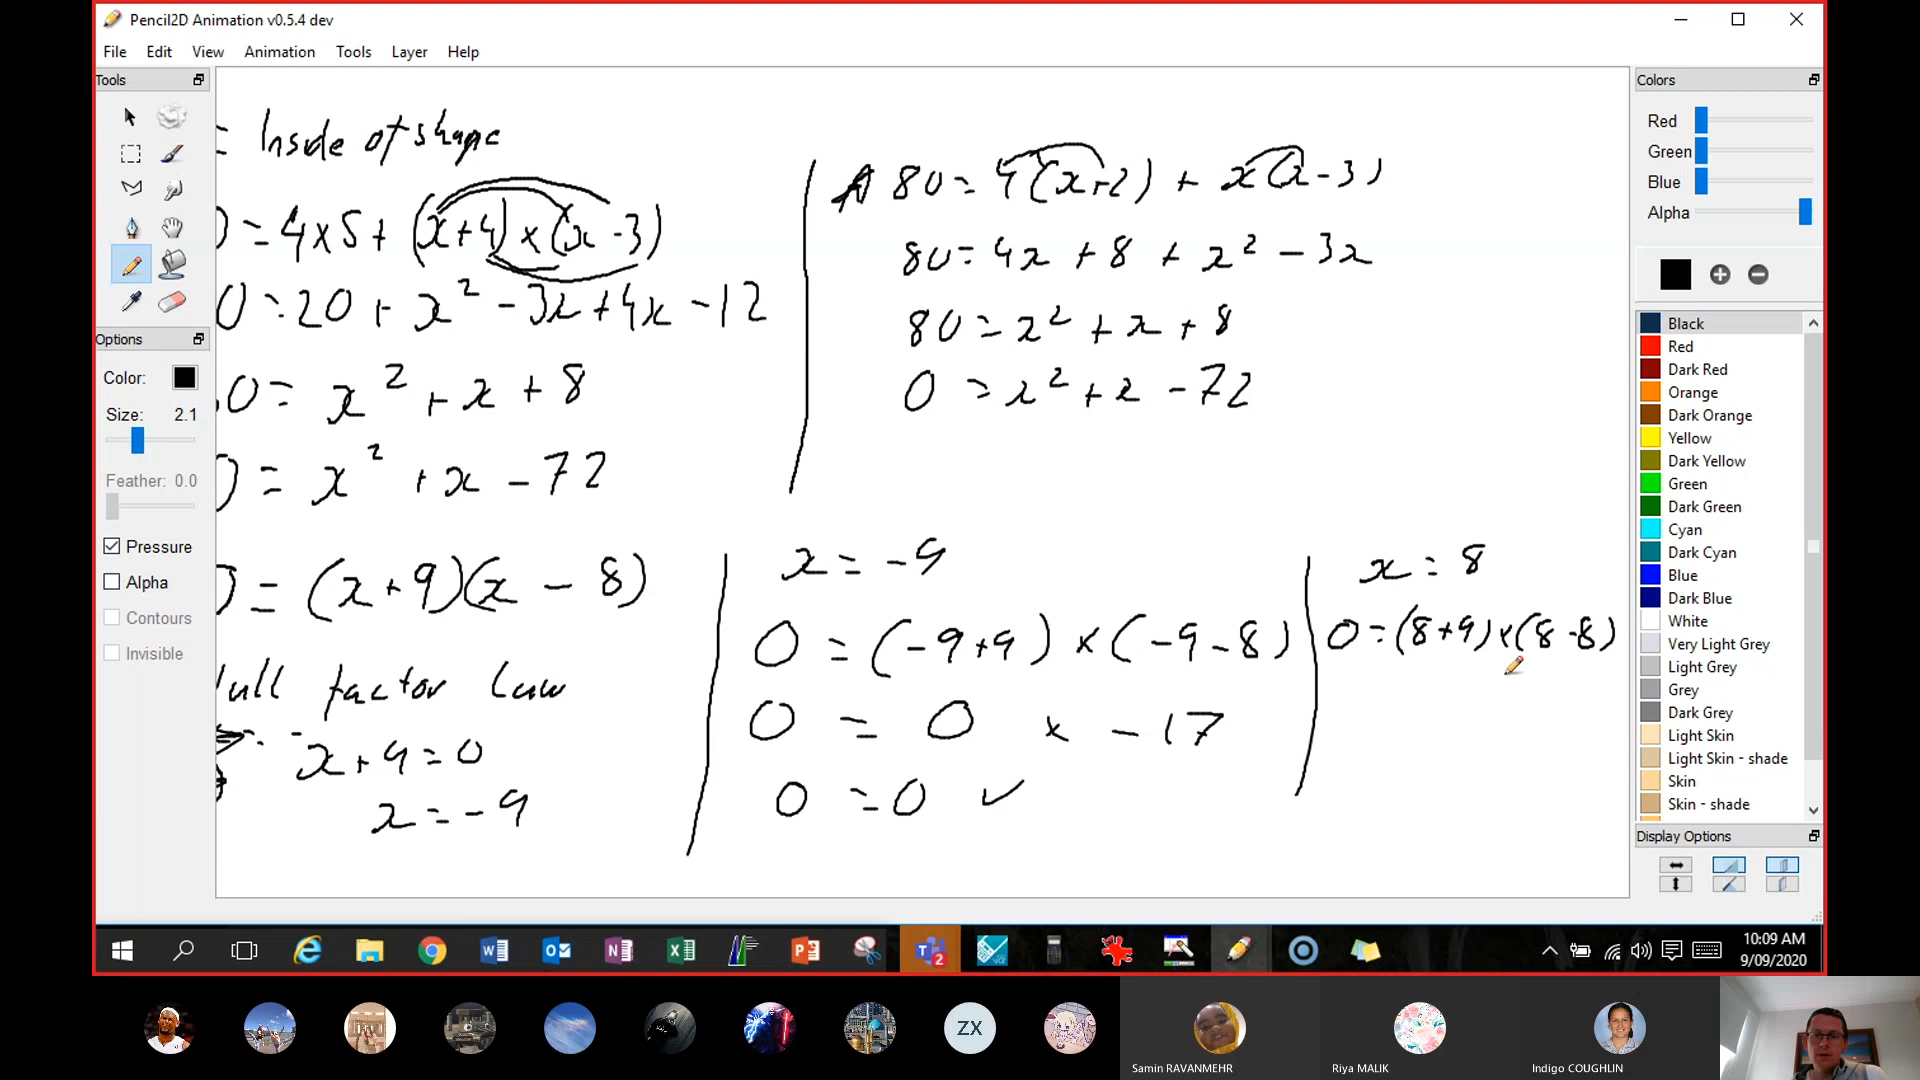 Pencil2D Animation v0.5.4 dev
File Edit View Animation Tools Layer Help
Tools
Options
Color:
Size: 2.1
Feather: 0.0
Pressure
Alpha
Contours
Invisible
= Inside of shape
0 = 4 × 5 + (x+4) × (x - 3)
0 = 20 + x² - 3x + 4x - 12
80 = x² + x + 8
0 = x² + x - 72
0 = (x + 9)(x - 8)
Null factor law
x + 9 = 0
x = -9
A 80 = 4(x+2) + x(x-3)
80 = 4x + 8 + x² - 3x
80 = x² + x + 8
0 = x² + x - 72
x = -9
0 = (-9+9) × (-9-8)
0 = 0 × -17
0 = 0 ✓
x = 8
0 = (8+9) × (8-8)
Colors
Red
Green
Blue
Alpha
Black
Red
Dark Red
Orange
Dark Orange
Yellow
Dark Yellow
Green
Dark Green
Cyan
Dark Cyan
Blue
Dark Blue
White
Very Light Grey
Light Grey
Grey
Dark Grey
Light Skin
Light Skin - shade
Skin
Skin - shade
Display Options
10:09 AM
9/09/2020
ZX
Samin RAVANMEHR
Riya MALIK
Indigo COUGHLIN